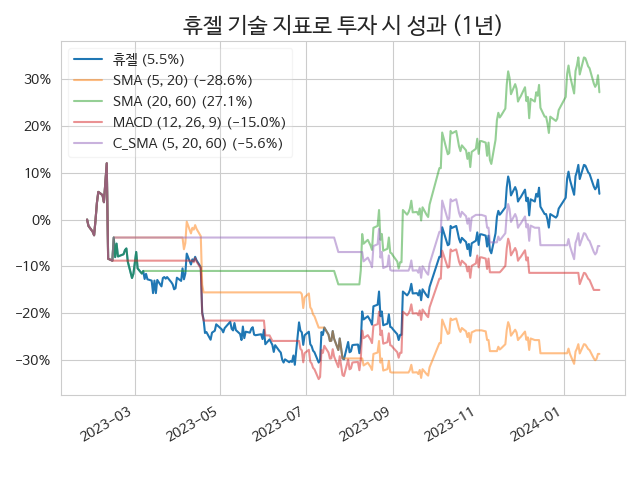 휴젤 기술 지표로 투자 시 성과 (1년)
휴젤 (5.5%)
SMA (5, 20) (−28.6%)
SMA (20, 60) (27.1%)
MACD (12, 26, 9) (−15.0%)
C_SMA (5, 20, 60) (−5.6%)
30%
20%
10%
0%
−10%
−20%
−30%
2023−03
2023−05
2023−07
2023−09
2023−11
2024−01